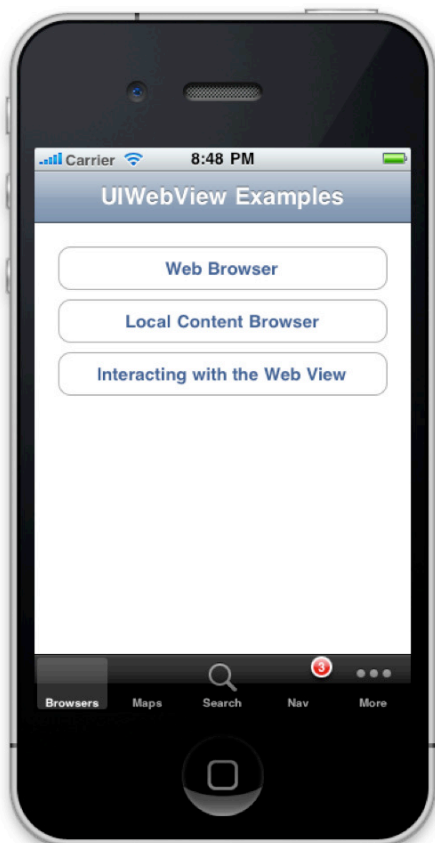 Carrier 8:48 PM
UIWebView Examples
Web Browser
Local Content Browser
Interacting with the Web View
3
Browsers Maps Search Nav More